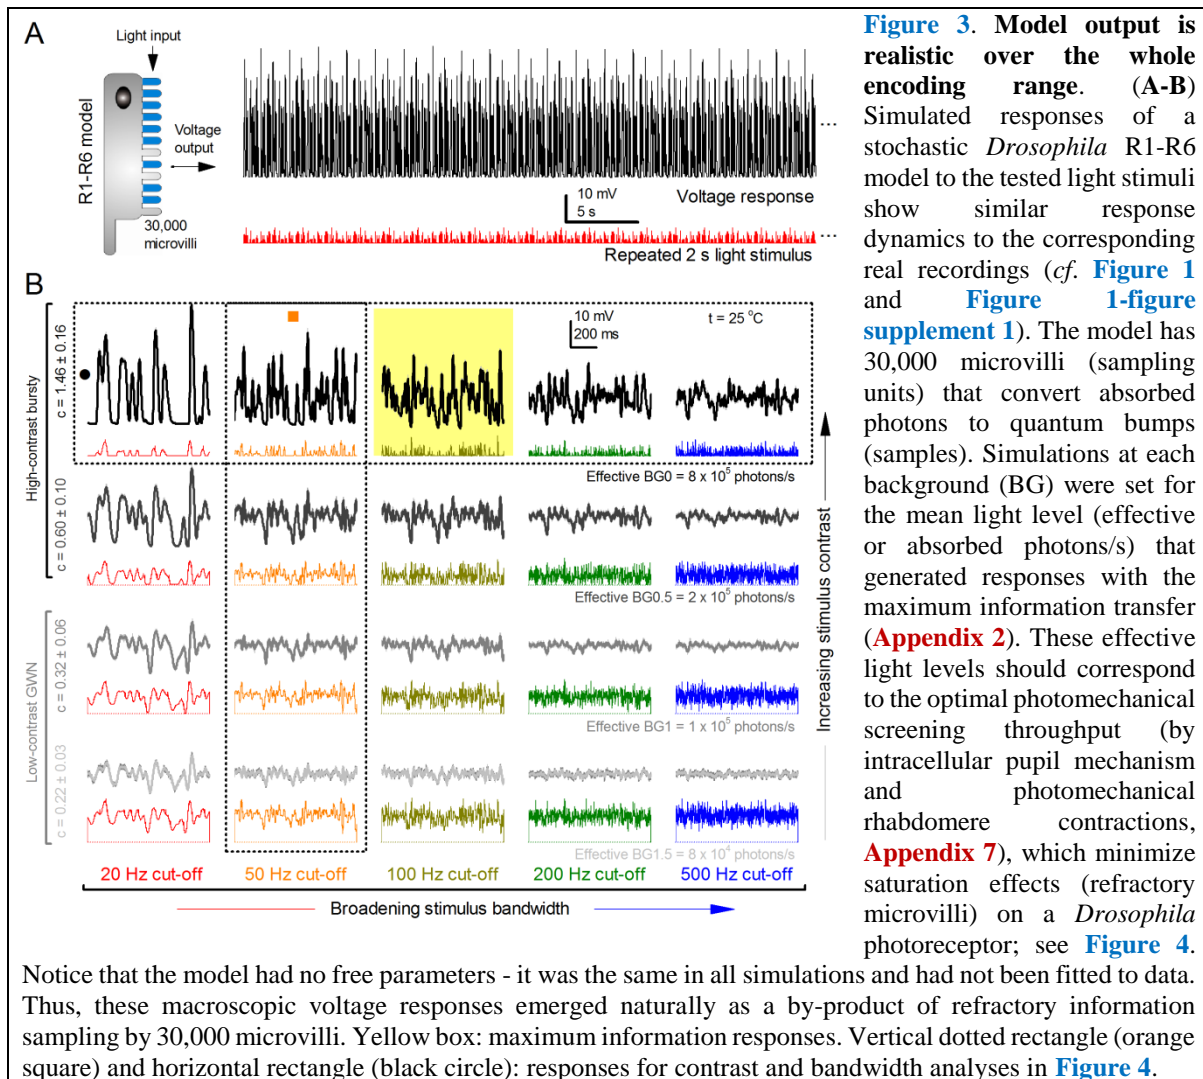 A
Light input
R1-R6 model
Voltage
output
30,000
microvilli
...
10 mv
5 s
Voltage response
...
Repeated 2 s light stimulus
B
High-contrast bursty
Low-contrast GWN
c = 1.46 ± 0.16
c = 0.60 ± 0.10
c = 0.32 ± 0.06
c = 0.22 ± 0.03
10 mV
200 ms
t = 25 °C
Effective BG0 = 8 x 10⁵ photons/s
Effective BG0.5 = 2 x 10⁵ photons/s
Effective BG1 = 1 x 10⁵ photons/s
Effective BG1.5 = 8 x 10⁴ photons/s
Increasing stimulus contrast
20 Hz cut-off 50 Hz cut-off 100 Hz cut-off 200 Hz cut-off 500 Hz cut-off
Broadening stimulus bandwidth
Figure 3. Model output is
realistic over the whole
encoding range. (A-B)
Simulated responses of a
stochastic Drosophila R1-R6
model to the tested light stimuli
show similar response
dynamics to the corresponding
real recordings (cf. Figure 1
and Figure 1-figure
supplement 1). The model has
30,000 microvilli (sampling
units) that convert absorbed
photons to quantum bumps
(samples). Simulations at each
background (BG) were set for
the mean light level (effective
or absorbed photons/s) that
generated responses with the
maximum information transfer
(Appendix 2). These effective
light levels should correspond
to the optimal photomechanical
screening throughput (by
intracellular pupil mechanism
and photomechanical
rhabdomere contractions,
Appendix 7), which minimize
saturation effects (refractory
microvilli) on a Drosophila
photoreceptor; see Figure 4.
Notice that the model had no free parameters - it was the same in all simulations and had not been fitted to data.
Thus, these macroscopic voltage responses emerged naturally as a by-product of refractory information
sampling by 30,000 microvilli. Yellow box: maximum information responses. Vertical dotted rectangle (orange
square) and horizontal rectangle (black circle): responses for contrast and bandwidth analyses in Figure 4.